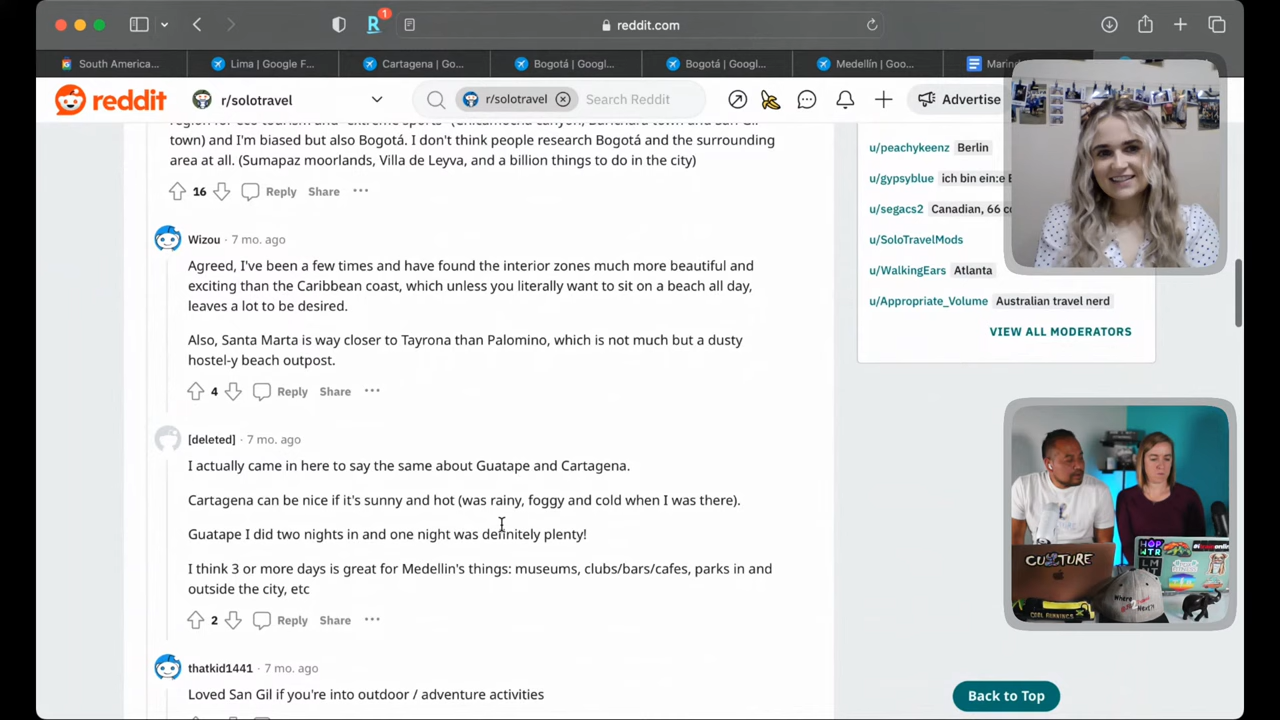 1
reddit.com
South America...
Lima | Google F...
Cartagena | Go...
Bogotá | Googl...
Bogotá | Googl...
Medellín | Goo...
Marin
reddit
r/solotravel
r/solotravel
Search Reddit
Advertise
town) and I'm biased but also Bogotá. I don't think people research Bogotá and the surrounding
area at all. (Sumapaz moorlands, Villa de Leyva, and a billion things to do in the city)
16 Reply Share ...
Wizou · 7 mo. ago
Agreed, I've been a few times and have found the interior zones much more beautiful and
exciting than the Caribbean coast, which unless you literally want to sit on a beach all day,
leaves a lot to be desired.
Also, Santa Marta is way closer to Tayrona than Palomino, which is not much but a dusty
hostel-y beach outpost.
4 Reply Share ...
[deleted] · 7 mo. ago
I actually came in here to say the same about Guatape and Cartagena.
Cartagena can be nice if it's sunny and hot (was rainy, foggy and cold when I was there).
Guatape I did two nights in and one night was definitely plenty!
I think 3 or more days is great for Medellin's things: museums, clubs/bars/cafes, parks in and
outside the city, etc
2 Reply Share ...
thatkid1441 · 7 mo. ago
Loved San Gil if you're into outdoor / adventure activities
u/peachykeenz Berlin
u/gypsyblue ich bin ein:e
u/segacs2 Canadian, 66 co
u/SoloTravelMods
u/WalkingEars Atlanta
u/Appropriate_Volume Australian travel nerd
VIEW ALL MODERATORS
CULTURE
Back to Top